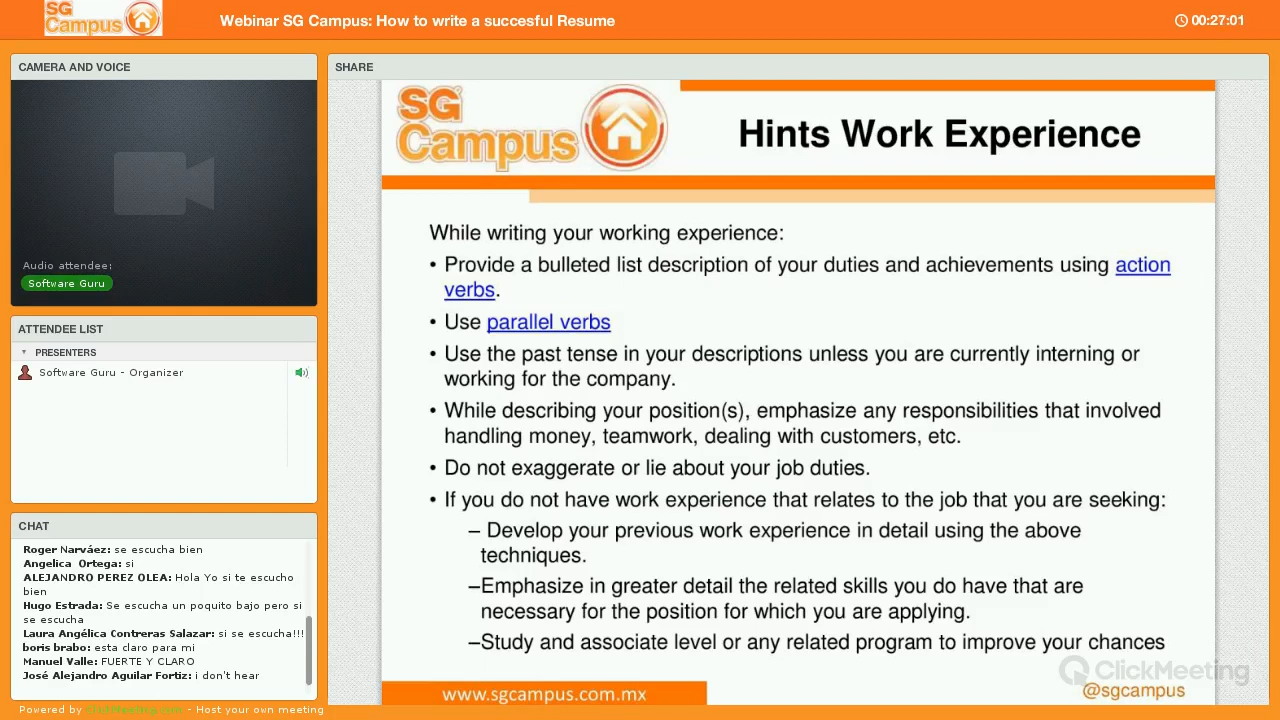 SG
Campus
Webinar SG Campus: How to write a succesful Resume
00:27:01
CAMERA AND VOICE
Audio attendee:
Software Guru
ATTENDEE LIST
PRESENTERS
Software Guru - Organizer
CHAT
Roger Narváez: se escucha bien
Angelica Ortega: si
ALEJANDRO PEREZ OLEA: Hola Yo si te escucho
bien
Hugo Estrada: Se escucha un poquito bajo pero si
se escucha
Laura Angélica Contreras Salazar: si se escucha!!!
boris brabo: esta claro para mi
Manuel Valle: FUERTE Y CLARO
José Alejandro Aguilar Fortiz: i don't hear
Powered by ClickMeeting.com - Host your own meeting
SHARE
SG
Campus
Hints Work Experience
While writing your working experience:
• Provide a bulleted list description of your duties and achievements using action
verbs.
• Use parallel verbs
• Use the past tense in your descriptions unless you are currently interning or
working for the company.
• While describing your position(s), emphasize any responsibilities that involved
handling money, teamwork, dealing with customers, etc.
• Do not exaggerate or lie about your job duties.
• If you do not have work experience that relates to the job that you are seeking:
– Develop your previous work experience in detail using the above
techniques.
–Emphasize in greater detail the related skills you do have that are
necessary for the position for which you are applying.
–Study and associate level or any related program to improve your chances
ClickMeeting
www.sgcampus.com.mx
@sgcampus